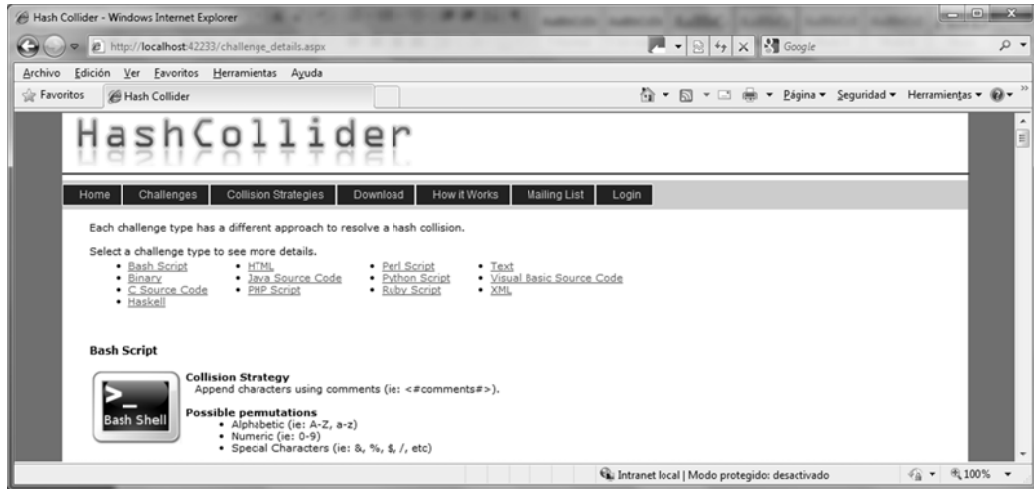 Hash Collider - Windows Internet Explorer
http://localhost:42233/challenge_details.aspx
Google
Archivo Edición Ver Favoritos Herramientas Ayuda
Favoritos Hash Collider
Página Seguridad Herramientas
HashCollider
Home Challenges Collision Strategies Download How it Works Mailing List Login
Each challenge type has a different approach to resolve a hash collision.
Select a challenge type to see more details.
• Bash Script • HTML • Perl Script • Text
• Binary • Java Source Code • Python Script • Visual Basic Source Code
• C Source Code • PHP Script • Ruby Script • XML
• Haskell
Bash Script
Collision Strategy
Append characters using comments (ie: <#comments#>).
>_
Bash Shell
Possible permutations
• Alphabetic (ie: A-Z, a-z)
• Numeric (ie: 0-9)
• Special Characters (ie: &, %, $, /, etc)
Intranet local | Modo protegido: desactivado
100%